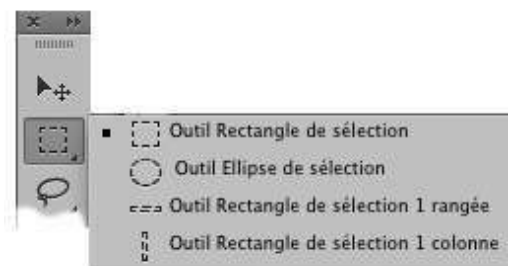 Outil Rectangle de sélection
Outil Ellipse de sélection
Outil Rectangle de sélection 1 rangée
Outil Rectangle de sélection 1 colonne